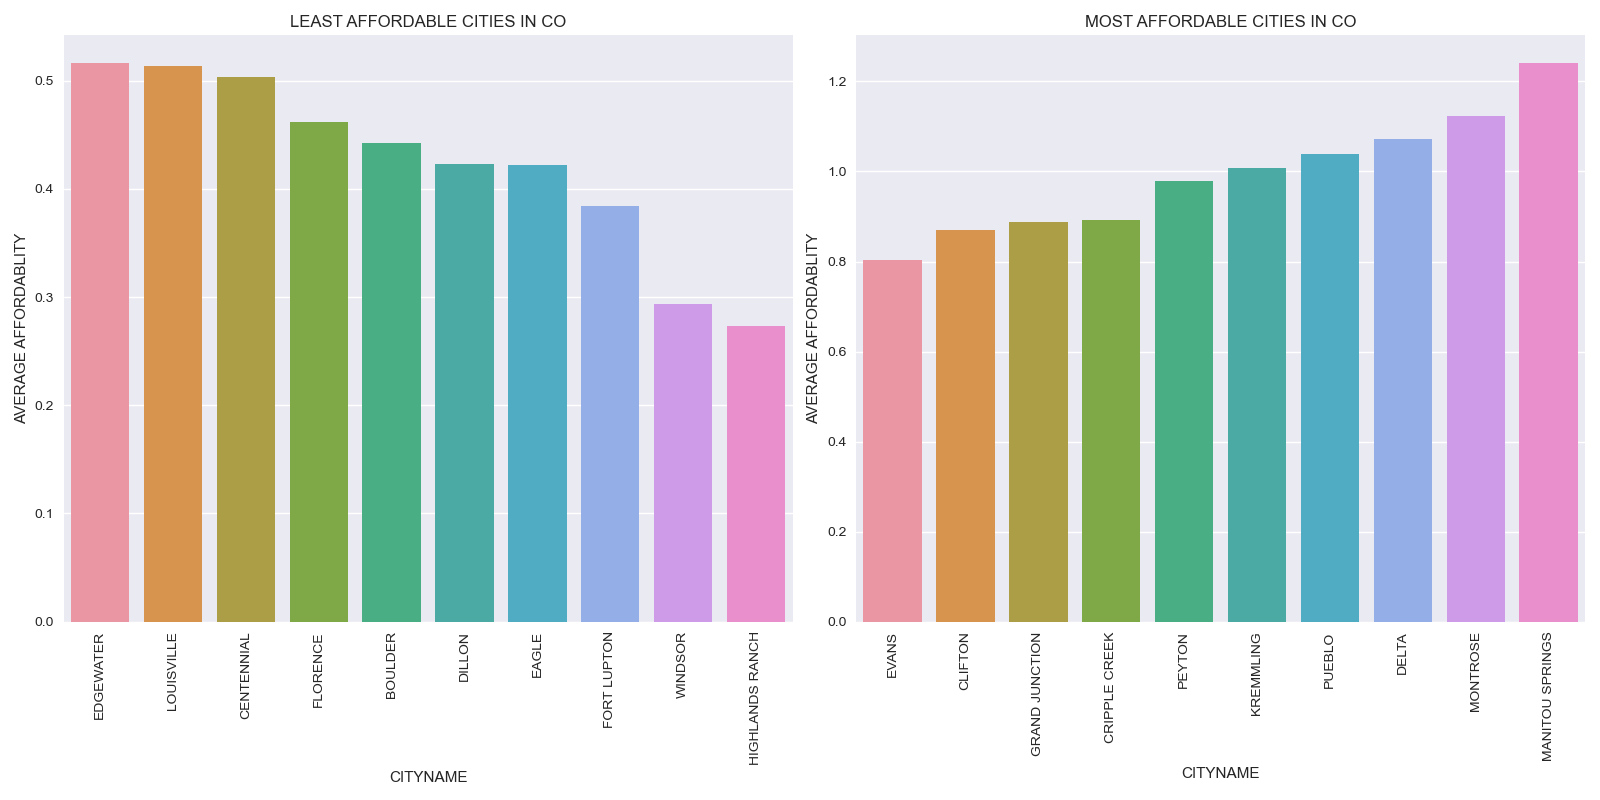 LEAST AFFORDABLE CITIES IN CO
AVERAGE AFFORDABLITY
0.5
0.4
0.3
0.2
0.1
0.0
EDGEWATER
LOUISVILLE
CENTENNIAL
FLORENCE
BOULDER
DILLON
EAGLE
FORT LUPTON
WINDSOR
HIGHLANDS RANCH
CITYNAME
MOST AFFORDABLE CITIES IN CO
AVERAGE AFFORDABLITY
1.2
1.0
0.8
0.6
0.4
0.2
0.0
EVANS
CLIFTON
GRAND JUNCTION
CRIPPLE CREEK
PEYTON
KREMMLING
PUEBLO
DELTA
MONTROSE
MANITOU SPRINGS
CITYNAME